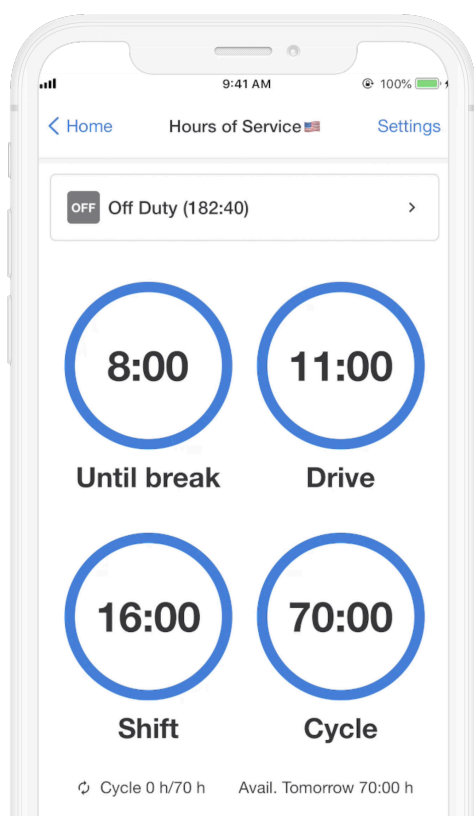 9:41 AM 100%
Home Hours of Service🇺🇸 Settings
OFF Off Duty (182:40)
8:00 11:00
Until break Drive
16:00 70:00
Shift Cycle
Cycle 0 h/70 h Avail. Tomorrow 70:00 h